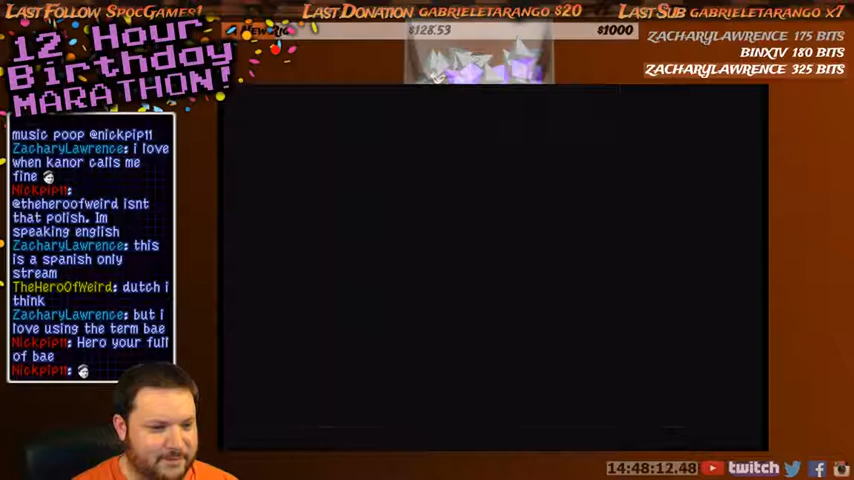 Last Follow SpocGames1
Last Donation gabrieletarango $20
Last Sub gabrieletarango x7
$128.53
$1000
ZACHARYLAWRENCE 175 BITS
BINXTV 180 BITS
ZACHARYLAWRENCE 325 BITS
12 Hour
Birthday
MARATHON!
music poop @nickpip11
ZacharyLawrence: i love
when kanor calls me
fine
Nickpip11:
@theheroofweird isnt
that polish. Im
speaking english
ZacharyLawrence: this
is a spanish only
stream
TheHeroOfWeird: dutch i
think
ZacharyLawrence: but i
love using the term bae
Nickpip11: Hero your full
of bae
Nickpip11:
14:48:12.48
twitch